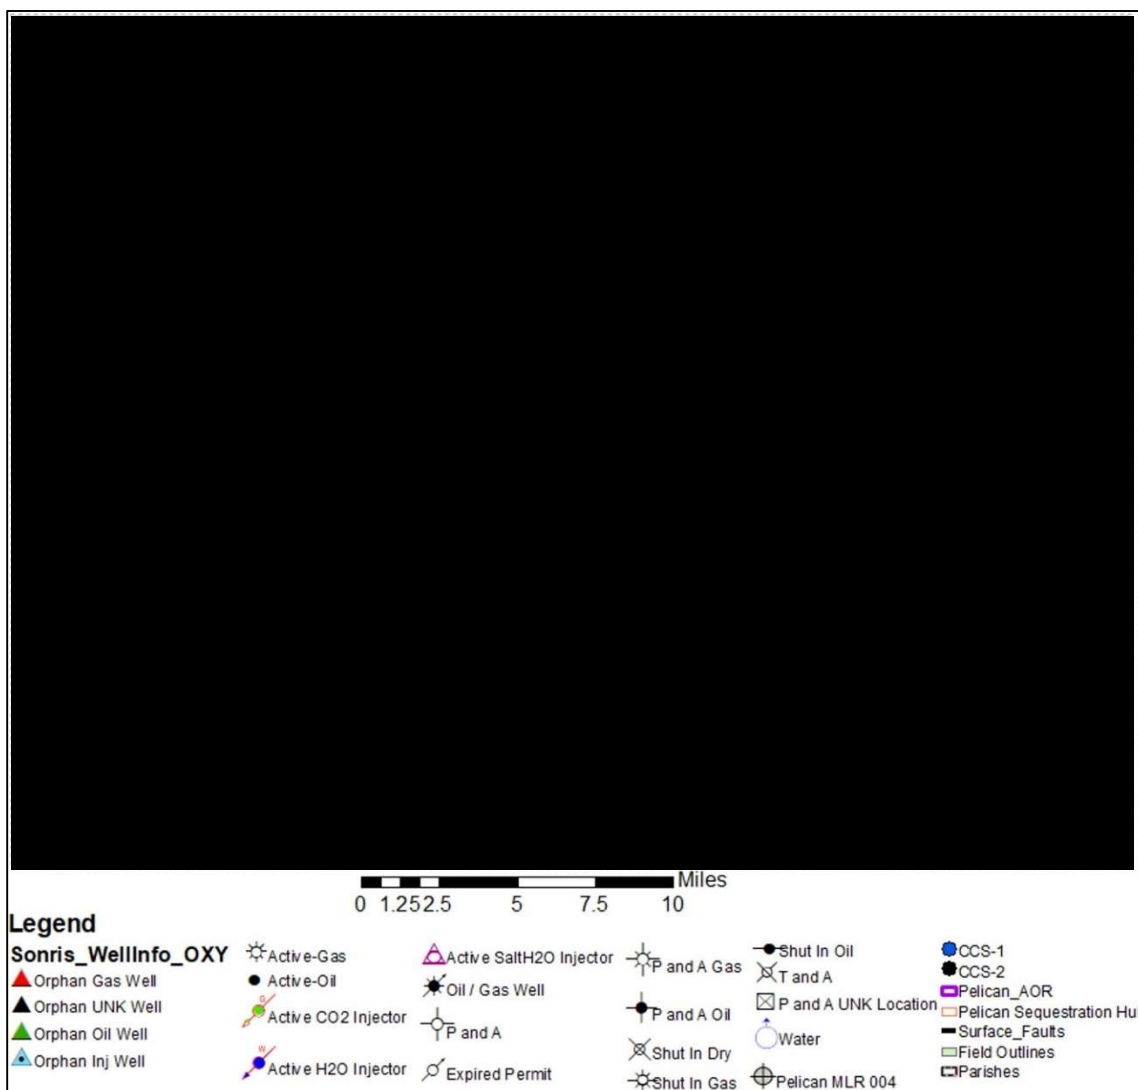 Miles
0 1.25 2.5 5 7.5 10
Legend
Sonris_WellInfo_OXY
Orphan Gas Well
Orphan UNK Well
Orphan Oil Well
Orphan Inj Well
Active-Gas
Active-Oil
Active CO2 Injector
Active H2O Injector
Active SaltH2O Injector
Oil / Gas Well
P and A
Expired Permit
P and A Gas
P and A Oil
Shut In Dry
Shut In Gas
Shut In Oil
T and A
P and A UNK Location
Water
Pelican MLR 004
CCS-1
CCS-2
Pelican_AOR
Pelican Sequestration Hu
Surface_Faults
Field Outlines
Parishes